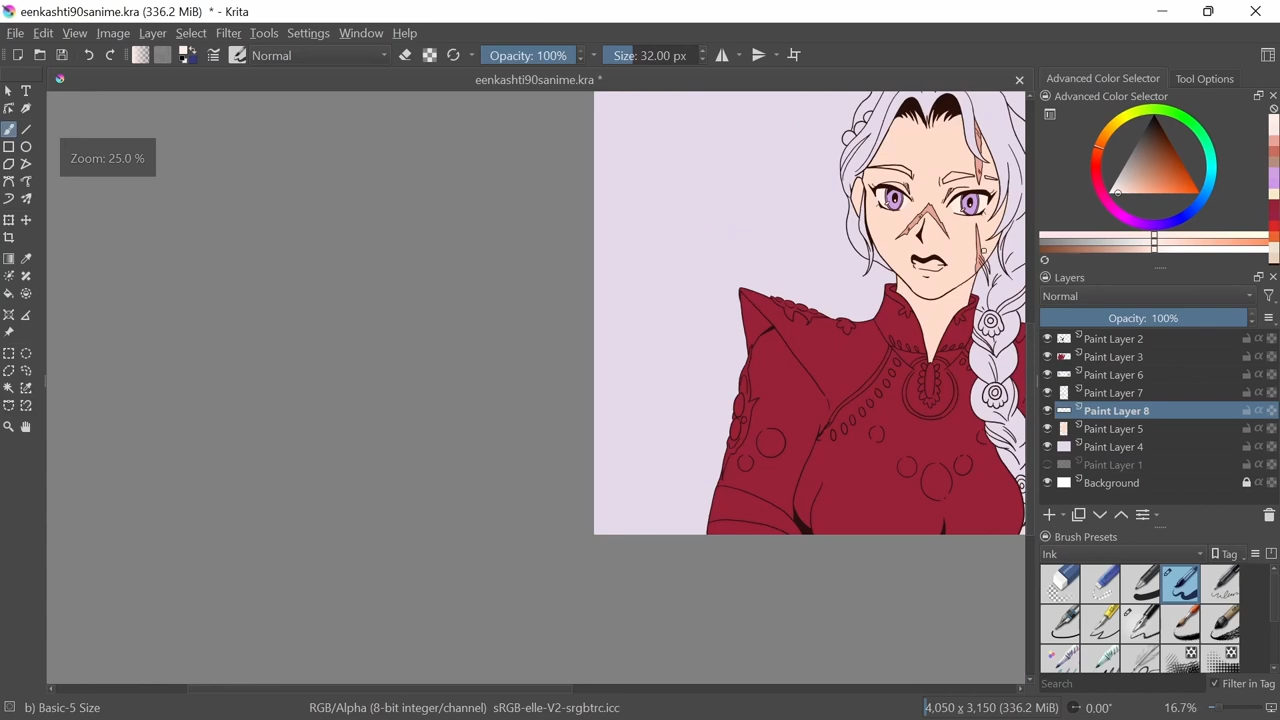 eenkashti90sanime.kra (336.2 MiB) * - Krita
File Edit View Image Layer Select Filter Tools Settings Window Help
Normal Opacity: 100% Size: 32.00 px
eenkashti90sanime.kra *
Advanced Color Selector Tool Options
Advanced Color Selector
Zoom: 25.0 %
Layers
Normal
Opacity: 100%
Paint Layer 2
Paint Layer 3
Paint Layer 6
Paint Layer 7
Paint Layer 8
Paint Layer 5
Paint Layer 4
Paint Layer 1
Background
Brush Presets
Ink Tag
Search Filter in Tag
b) Basic-5 Size RGB/Alpha (8-bit integer/channel) sRGB-elle-V2-srgbtrc.icc 4,050 x 3,150 (336.2 MiB) 0.00° 16.7%